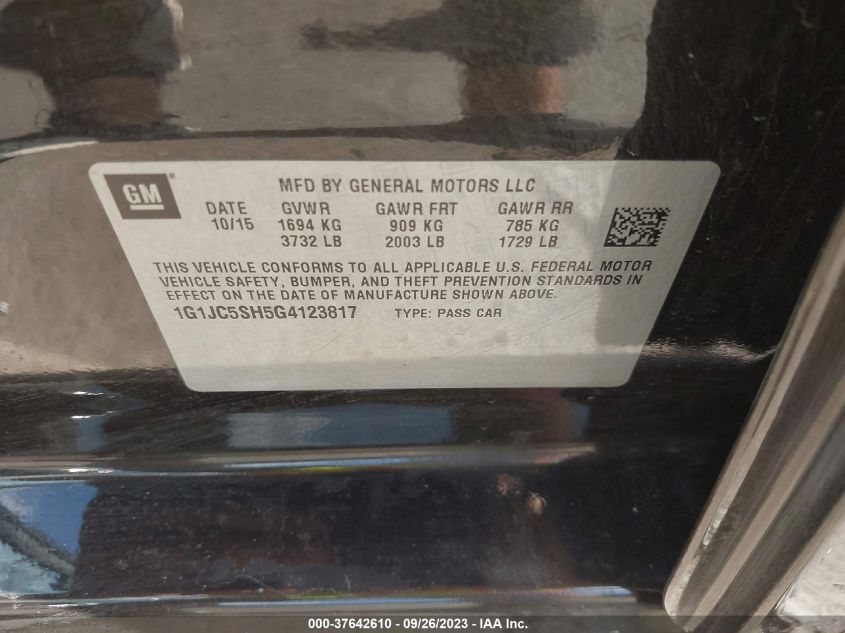 GM®
MFD BY GENERAL MOTORS LLC
DATE GVWR GAWR FRT GAWR RR
10/15 1694 KG 909 KG 785 KG
3732 LB 2003 LB 1729 LB
THIS VEHICLE CONFORMS TO ALL APPLICABLE U.S. FEDERAL MOTOR
VEHICLE SAFETY, BUMPER, AND THEFT PREVENTION STANDARDS IN
EFFECT ON THE DATE OF MANUFACTURE SHOWN ABOVE.
1G1JC5SH5G4123817 TYPE: PASS CAR
000-37642610 - 09/26/2023 - IAA Inc.